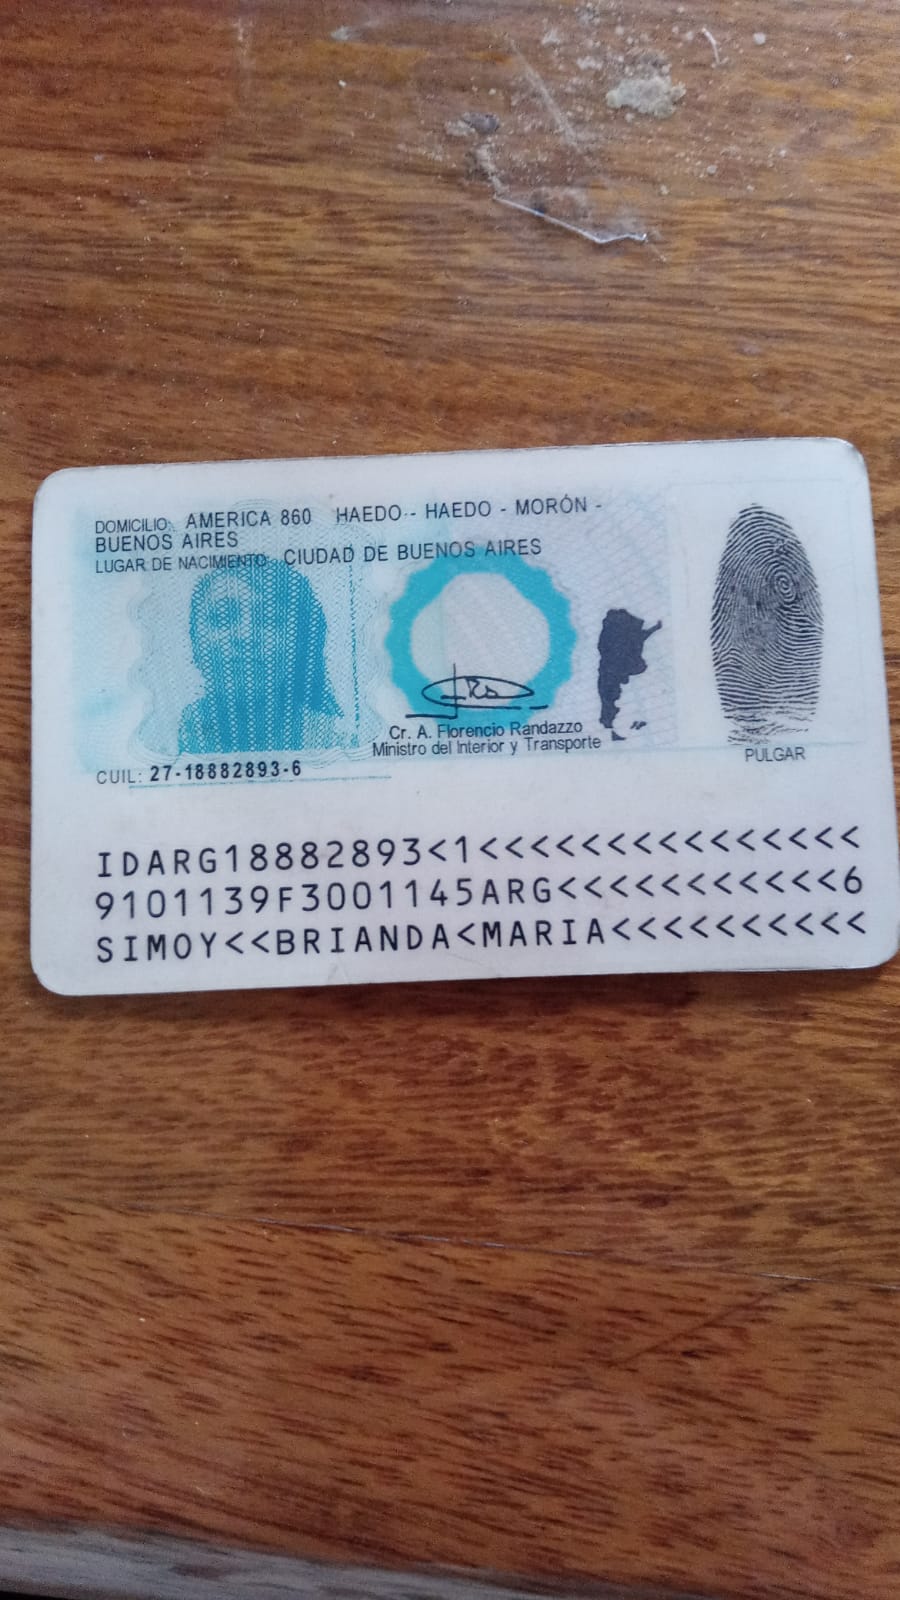 DOMICILIO: AMERICA 860 HAEDO - HAEDO - MORÓN -
BUENOS AIRES
LUGAR DE NACIMIENTO: CIUDAD DE BUENOS AIRES
Cr. A. Florencio Randazzo
Ministro del Interior y Transporte
PULGAR
CUIL: 27-18882893-6
IDARG18882893<1<<<<<<<<<<<<<<<
9101139F3001145ARG<<<<<<<<<<<6
SIMOY<<BRIANDA<MARIA<<<<<<<<<<